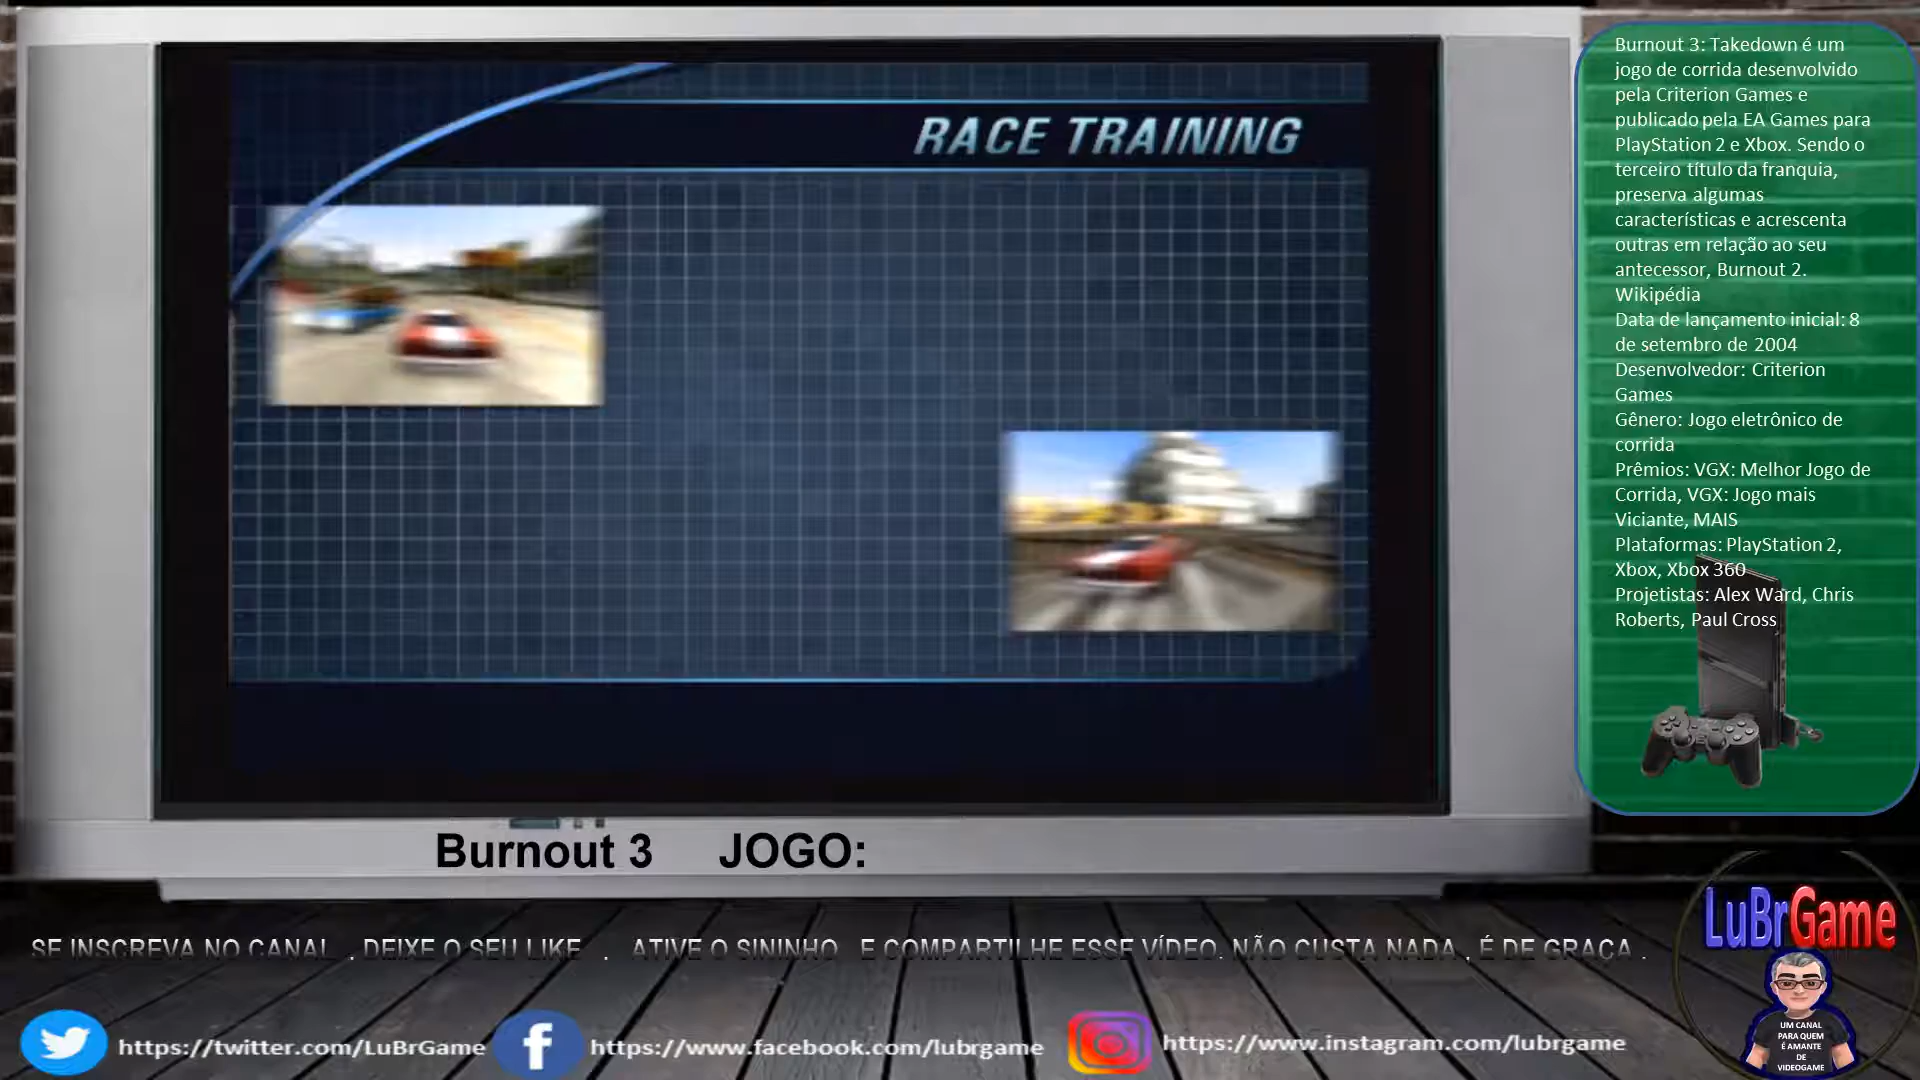 RACE TRAINING
Burnout 3: Takedown é um
jogo de corrida desenvolvido
pela Criterion Games e
publicado pela EA Games para
PlayStation 2 e Xbox. Sendo o
terceiro título da franquia,
preserva algumas
características e acrescenta
outras em relação ao seu
antecessor, Burnout 2.
Wikipédia
Data de lançamento inicial: 8
de setembro de 2004
Desenvolvedor: Criterion
Games
Gênero: Jogo eletrônico de
corrida
Prêmios: VGX: Melhor Jogo de
Corrida, VGX: Jogo mais
Viciante, MAIS
Plataformas: PlayStation 2,
Xbox, Xbox 360
Projetistas: Alex Ward, Chris
Roberts, Paul Cross
Burnout 3 JOGO:
SE INSCREVA NO CANAL . DEIXE O SEU LIKE . ATIVE O SININHO E COMPARTILHE ESSE VÍDEO. NÃO CUSTA NADA , É DE GRAÇA .
LuBrGame
https://twitter.com/LuBrGame
https://www.facebook.com/lubrgame
https://www.instagram.com/lubrgame
UM CANAL
PARA QUEM
É AMANTE
DE
VIDEOGAME